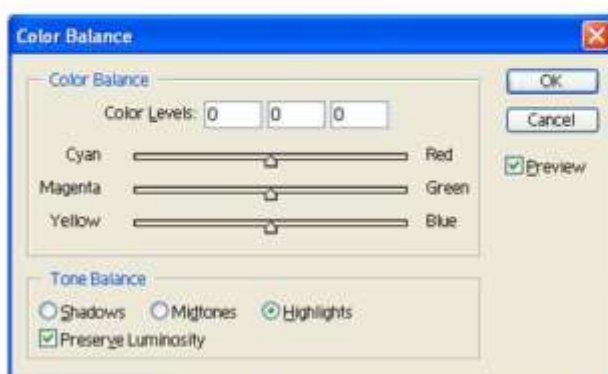 Color Balance
Color Balance
OK
Color Levels: 0 0 0
Cancel
Cyan Red
Preview
Magenta Green
Yellow Blue
Tone Balance
Shadows Midtones Highlights
Preserve Luminosity